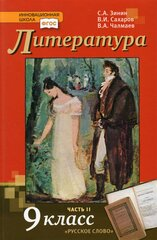 ИННОВАЦИОННАЯ
ШКОЛА
ФГОС
С.А. Зинин
В.И. Сахаров
В.А. Чалмаев
Литература
ЧАСТЬ II
9 КЛАСС
«РУССКОЕ СЛОВО»